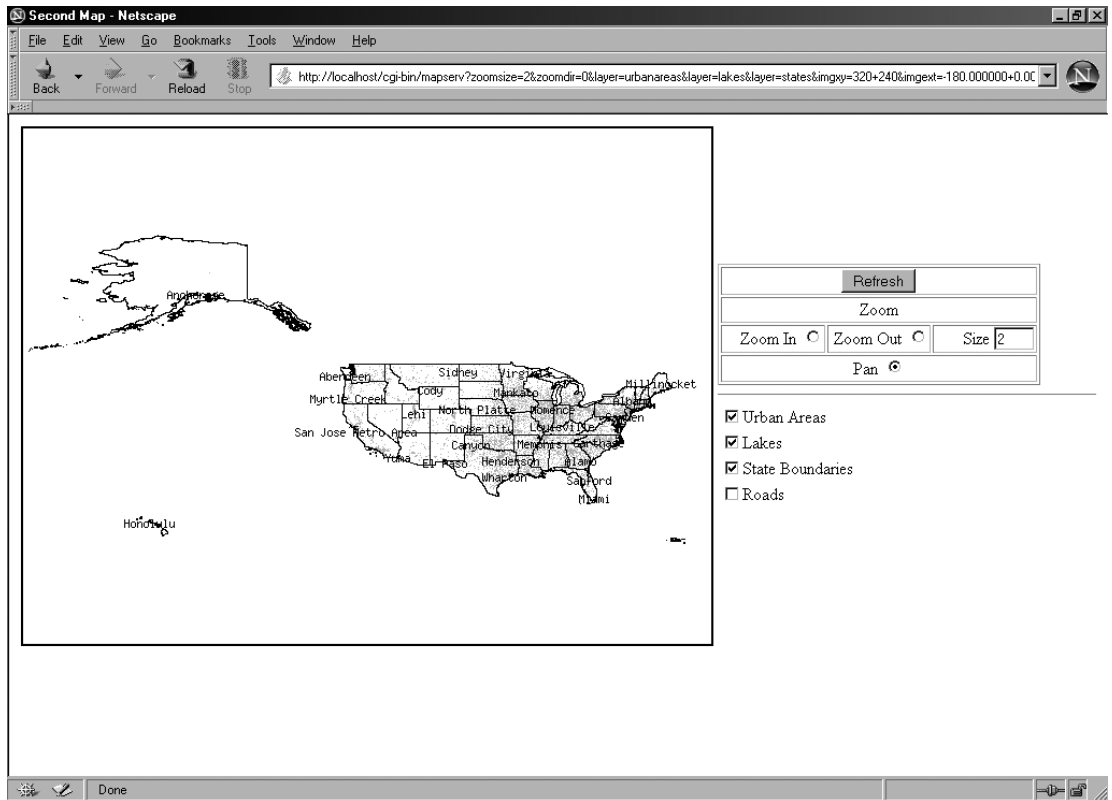 Second Map - Netscape
File Edit View Go Bookmarks Tools Window Help
Back Forward Reload Stop
http://localhost/cgi-bin/mapserv?zoomsize=2&zoomdir=0&layer=urbanareas&layer=lakes&layer=states&imgxy=320+240&imgext=-180.000000+0.00
N
Anchorage
Aberdeen
Sidney
Virginia
Millinocket
Cody
Mankato
Myrtle Creek
Albany
Lehi
North Platte
Momence
Camden
San Jose Metro Area
Dodge City
Louisville
Canyon
Memphis
Carthage
Yuma
El Paso
Henderson
Alamo
Wharton
Sanford
Miami
Honolulu
Refresh
Zoom
Zoom In
Zoom Out
Size 2
Pan
Urban Areas
Lakes
State Boundaries
Roads
Done